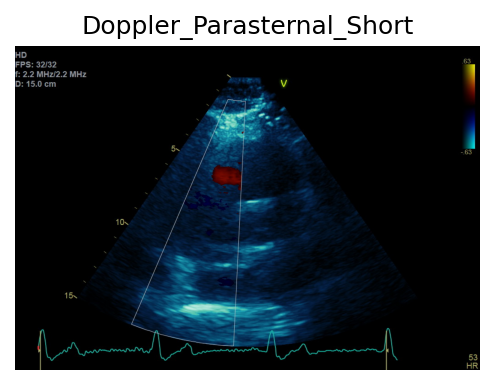 Doppler_Parasternal_Short
HD
FPS: 32/32
f: 2.2 MHz/2.2 MHz
D: 15.0 cm
V
63
-63
5
10
15
53
HR